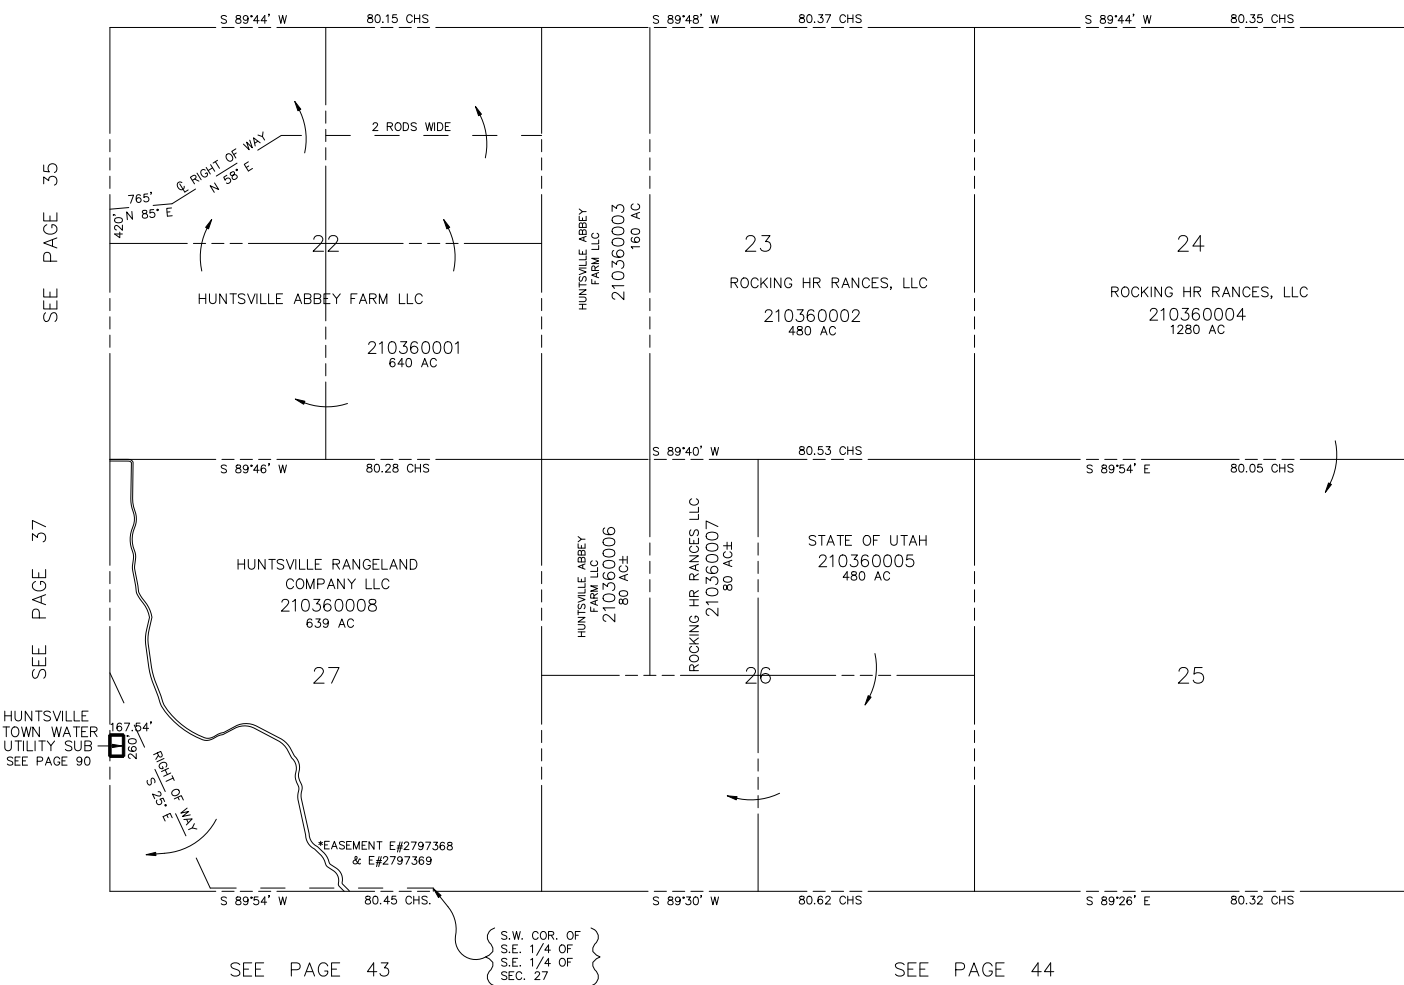 S 89°44' W 80.15 CHS
S 89°48' W 80.37 CHS
S 89°44' W 80.35 CHS
SEE PAGE 35
2 RODS WIDE
℄ RIGHT OF WAY
N 58° E
765'
N 85° E
420'
22
HUNTSVILLE ABBEY FARM LLC
210360001
640 AC
HUNTSVILLE ABBEY
FARM LLC
210360003
160 AC
23
ROCKING HR RANCES, LLC
210360002
480 AC
24
ROCKING HR RANCES, LLC
210360004
1280 AC
S 89°46' W 80.28 CHS
S 89°40' W 80.53 CHS
S 89°54' E 80.05 CHS
SEE PAGE 37
HUNTSVILLE RANGELAND
COMPANY LLC
210360008
639 AC
27
HUNTSVILLE ABBEY
FARM LLC
210360006
80 AC±
ROCKING HR RANCES LLC
210360007
80 AC±
STATE OF UTAH
210360005
480 AC
26
25
HUNTSVILLE
TOWN WATER
UTILITY SUB
SEE PAGE 90
167.54'
260'
RIGHT OF WAY
S 25° E
*EASEMENT E#2797368
& E#2797369
S 89°54' W 80.45 CHS.
S 89°30' W 80.62 CHS
S 89°26' E 80.32 CHS
S.W. COR. OF
S.E. 1/4 OF
S.E. 1/4 OF
SEC. 27
SEE PAGE 43
SEE PAGE 44